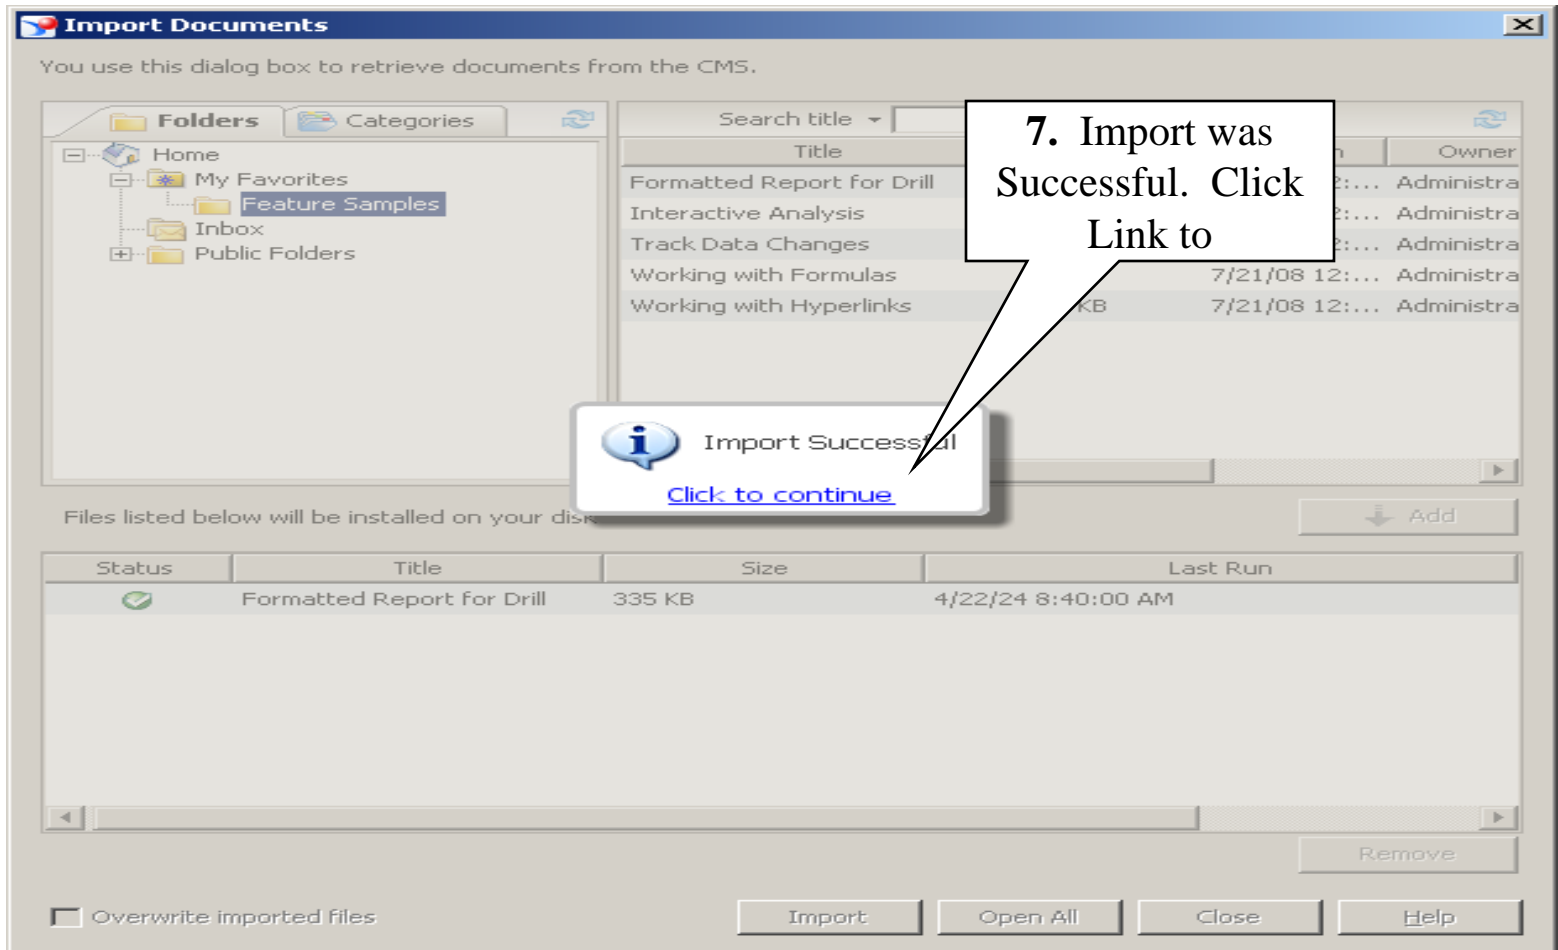 Import Documents
You use this dialog box to retrieve documents from the CMS.
Folders
Categories
Home
My Favorites
Feature Samples
Inbox
Public Folders
Search title
Title
Owner
Formatted Report for Drill
2:... Administra
Interactive Analysis
2:... Administra
Track Data Changes
2:... Administra
Working with Formulas
7/21/08 12:... Administra
Working with Hyperlinks
KB
7/21/08 12:... Administra
7. Import was
Successful. Click
Link to
Import Successful
Click to continue
Files listed below will be installed on your disk
Add
Status
Title
Size
Last Run
Formatted Report for Drill
335 KB
4/22/24 8:40:00 AM
Remove
Overwrite imported files
Import
Open All
Close
Help